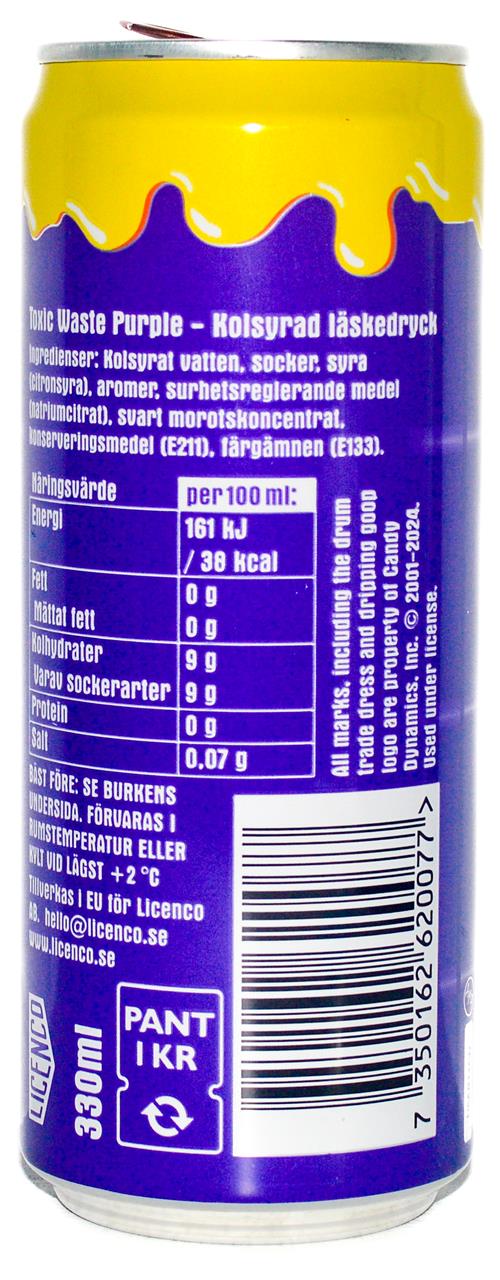 Toxic Waste Purple – Kolsyrad läskedryck
Ingredienser: Kolsyrat vatten, socker, syra
(citronsyra), aromer, surhetsreglerande medel
(natriumcitrat), svart morotskoncentrat,
konserveringsmedel (E211), färgämnen (E133).
Näringsvärde per 100 ml:
Energi 161 kJ
/ 38 kcal
Fett 0 g
Mättat fett 0 g
Kolhydrater 9 g
Varav sockerarter 9 g
Protein 0 g
Salt 0,07 g
All marks, including the drum
trade dress and dripping goop
logo are property of Candy
Dynamics, Inc. © 2001-2024.
Used under license.
BÄST FÖRE: SE BURKENS
UNDERSIDA. FÖRVARAS I
RUMSTEMPERATUR ELLER
KYLT VID LÄGST +2 °C
Tillverkas i EU för Licenco
AB. hello@licenco.se
www.licenco.se
LICENCO
330ml
PANT
1 KR
7 350162 620077 >